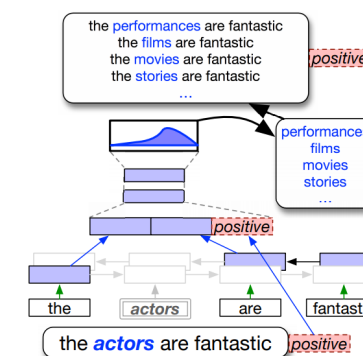 the performances are fantastic
the films are fantastic
the movies are fantastic
the stories are fantastic
...
positive
performance
films
movies
stories
...
positive
the
actors
are
fantast
the actors are fantastic
positive